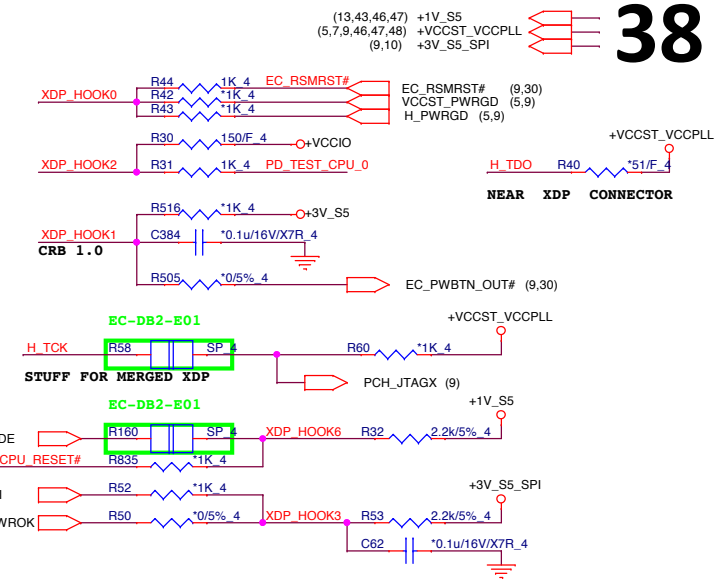 (13,43,46,47) +1V_S5
(5,7,9,46,47,48) +VCCST_VCCPLL
(9,10) +3V_S5_SPI
38
XDP_HOOK0
R44 1K_4 EC_RSMRST#
R42 *1K_4
R43 *1K_4
EC_RSMRST# (9,30)
VCCST_PWRGD (5,9)
H_PWRGD (5,9)
R30 150/F_4 +VCCIO
XDP_HOOK2 R31 1K_4 PD_TEST_CPU_0
+VCCST_VCCPLL
H_TDO R40 *51/F_4
NEAR XDP CONNECTOR
R516 *1K_4 +3V_S5
XDP_HOOK1 C384 *0.1u/16V/X7R_4
CRB 1.0
R505 *0/5%_4 EC_PWBTN_OUT# (9,30)
EC-DB2-E01
+VCCST_VCCPLL
H_TCK R58 SP_4 R60 *1K_4
STUFF FOR MERGED XDP
PCH_JTAGX (9)
EC-DB2-E01
+1V_S5
DE R160 SP_4 XDP_HOOK6 R32 2.2k/5%_4
CPU_RESET# R835 *1K_4
R52 *1K_4
+3V_S5_SPI
WROK R50 *0/5%_4 XDP_HOOK3 R53 2.2k/5%_4
C62 *0.1u/16V/X7R_4